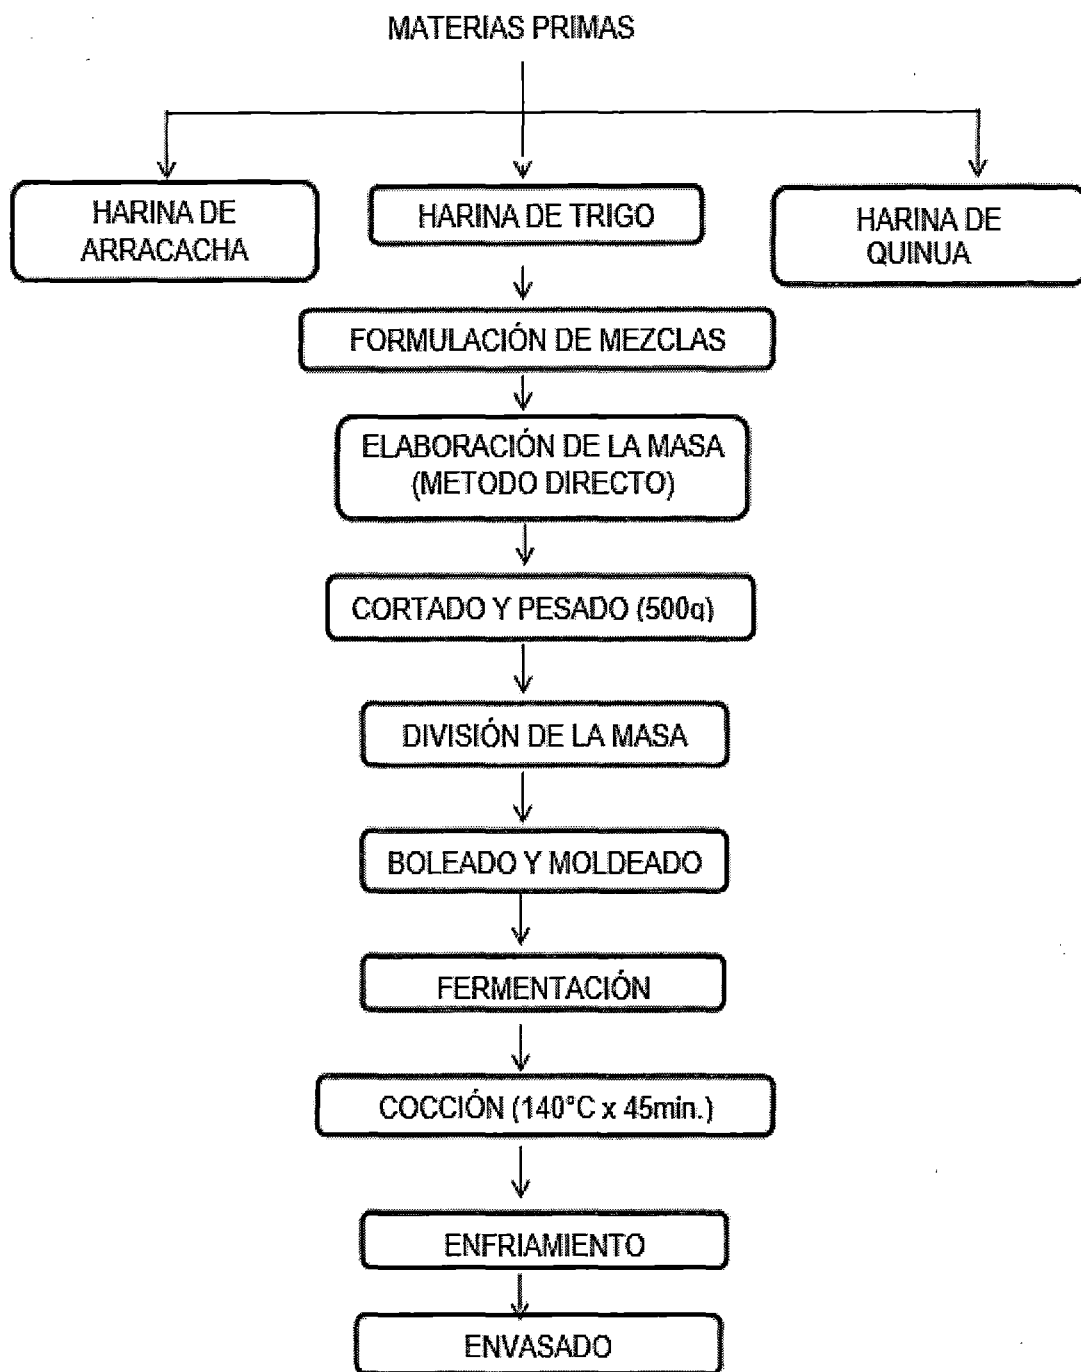 MATERIAS PRIMAS
HARINA DE
ARRACACHA
HARINA DE TRIGO
HARINA DE
QUINUA
FORMULACIÓN DE MEZCLAS
ELABORACIÓN DE LA MASA
(METODO DIRECTO)
CORTADO Y PESADO (500g)
DIVISIÓN DE LA MASA
BOLEADO Y MOLDEADO
FERMENTACIÓN
COCCIÓN (140°C x 45min.)
ENFRIAMIENTO
ENVASADO